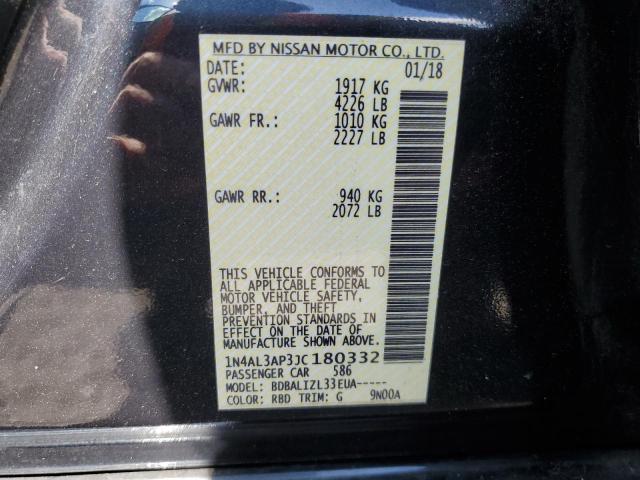 MFD BY NISSAN MOTOR CO., LTD.
DATE: 01/18
GVWR: 1917 KG
4226 LB
GAWR FR.: 1010 KG
2227 LB
GAWR RR.: 940 KG
2072 LB
THIS VEHICLE CONFORMS TO
ALL APPLICABLE FEDERAL
MOTOR VEHICLE SAFETY,
BUMPER, AND THEFT
PREVENTION STANDARDS IN
EFFECT ON THE DATE OF
MANUFACTURE SHOWN ABOVE.
1N4AL3AP3JC180332
PASSENGER CAR 586
MODEL: BDBALIZL33EUA-----
COLOR: RBD TRIM: G 9N00A